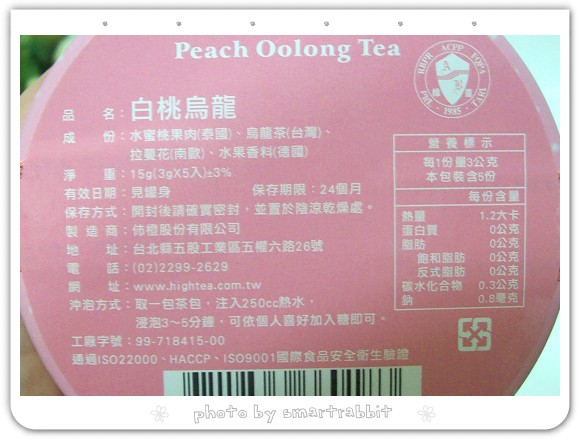 Peach Oolong Tea
RBPR ACPP EQPA
PBL · 1985 · IHYT
品　名：白桃烏龍
成　份：水蜜桃果肉(泰國)、烏龍茶(台灣)、
拉蔓花(南歐)、水果香料(德國)
淨　重：15g(3gX5入)±3%
有效日期：見罐身　保存期限：24個月
保存方式：開封後請確實密封，並置於陰涼乾燥處。
製 造 商：佈橙股份有限公司
地　址：台北縣五股工業區五權六路26號
電　話：(02)2299-2629
網　址：www.hightea.com.tw
沖泡方式：取一包茶包，注入250cc熱水，
浸泡3～5分鐘，可依個人喜好加入糖即可。
工廠字號：99-718415-00
通過ISO22000、HACCP、ISO9001國際食品安全衛生驗證
營養標示
每1份量3公克
本包裝含5份
每份含量
熱量 1.2大卡
蛋白質 0公克
脂肪 0公克
飽和脂肪 0公克
反式脂肪 0公克
碳水化合物 0.3公克
鈉 0.8毫克
photo by smartrabbit